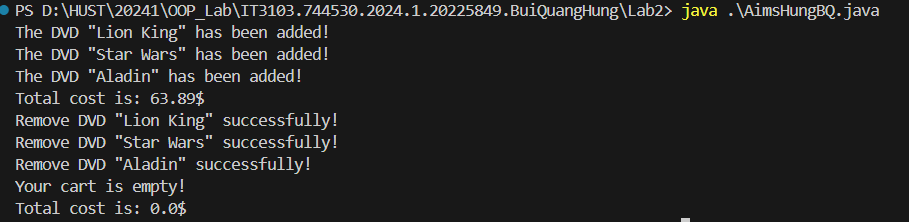 PS D:\HUST\20241\OOP_Lab\IT3103.744530.2024.1.20225849.BuiQuangHung\Lab2> java .\AimsHungBQ.java
The DVD "Lion King" has been added!
The DVD "Star Wars" has been added!
The DVD "Aladin" has been added!
Total cost is: 63.89$
Remove DVD "Lion King" successfully!
Remove DVD "Star Wars" successfully!
Remove DVD "Aladin" successfully!
Your cart is empty!
Total cost is: 0.0$